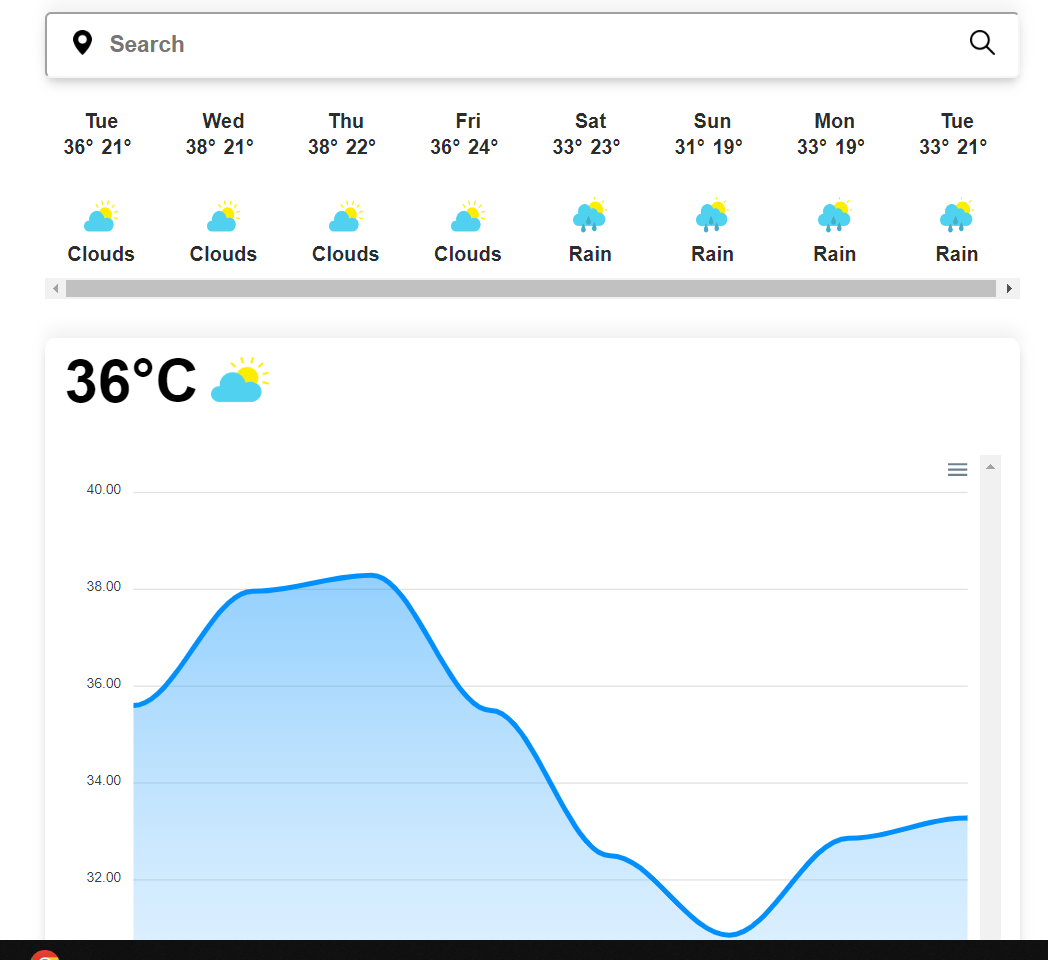 Search
Tue Wed Thu Fri Sat Sun Mon Tue
36° 21° 38° 21° 38° 22° 36° 24° 33° 23° 31° 19° 33° 19° 33° 21°
Clouds Clouds Clouds Clouds Rain Rain Rain Rain
36°C
40.00
38.00
36.00
34.00
32.00